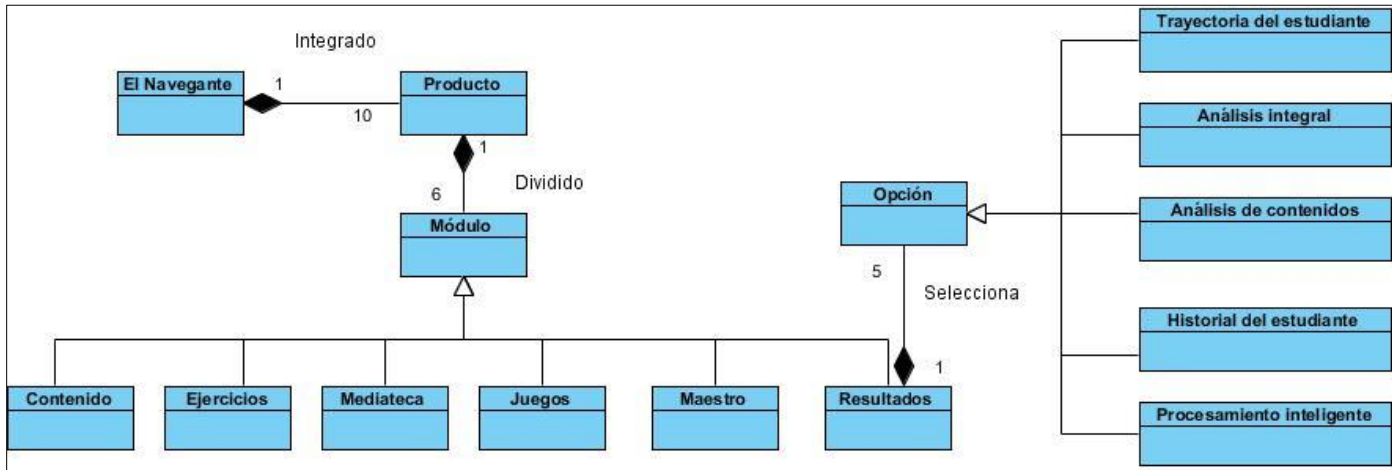 Integrado
El Navegante
1
10
Producto
1
Dividido
6
Módulo
Contenido
Ejercicios
Mediateca
Juegos
Maestro
Resultados
1
Selecciona
5
Opción
Trayectoria del estudiante
Análisis integral
Análisis de contenidos
Historial del estudiante
Procesamiento inteligente